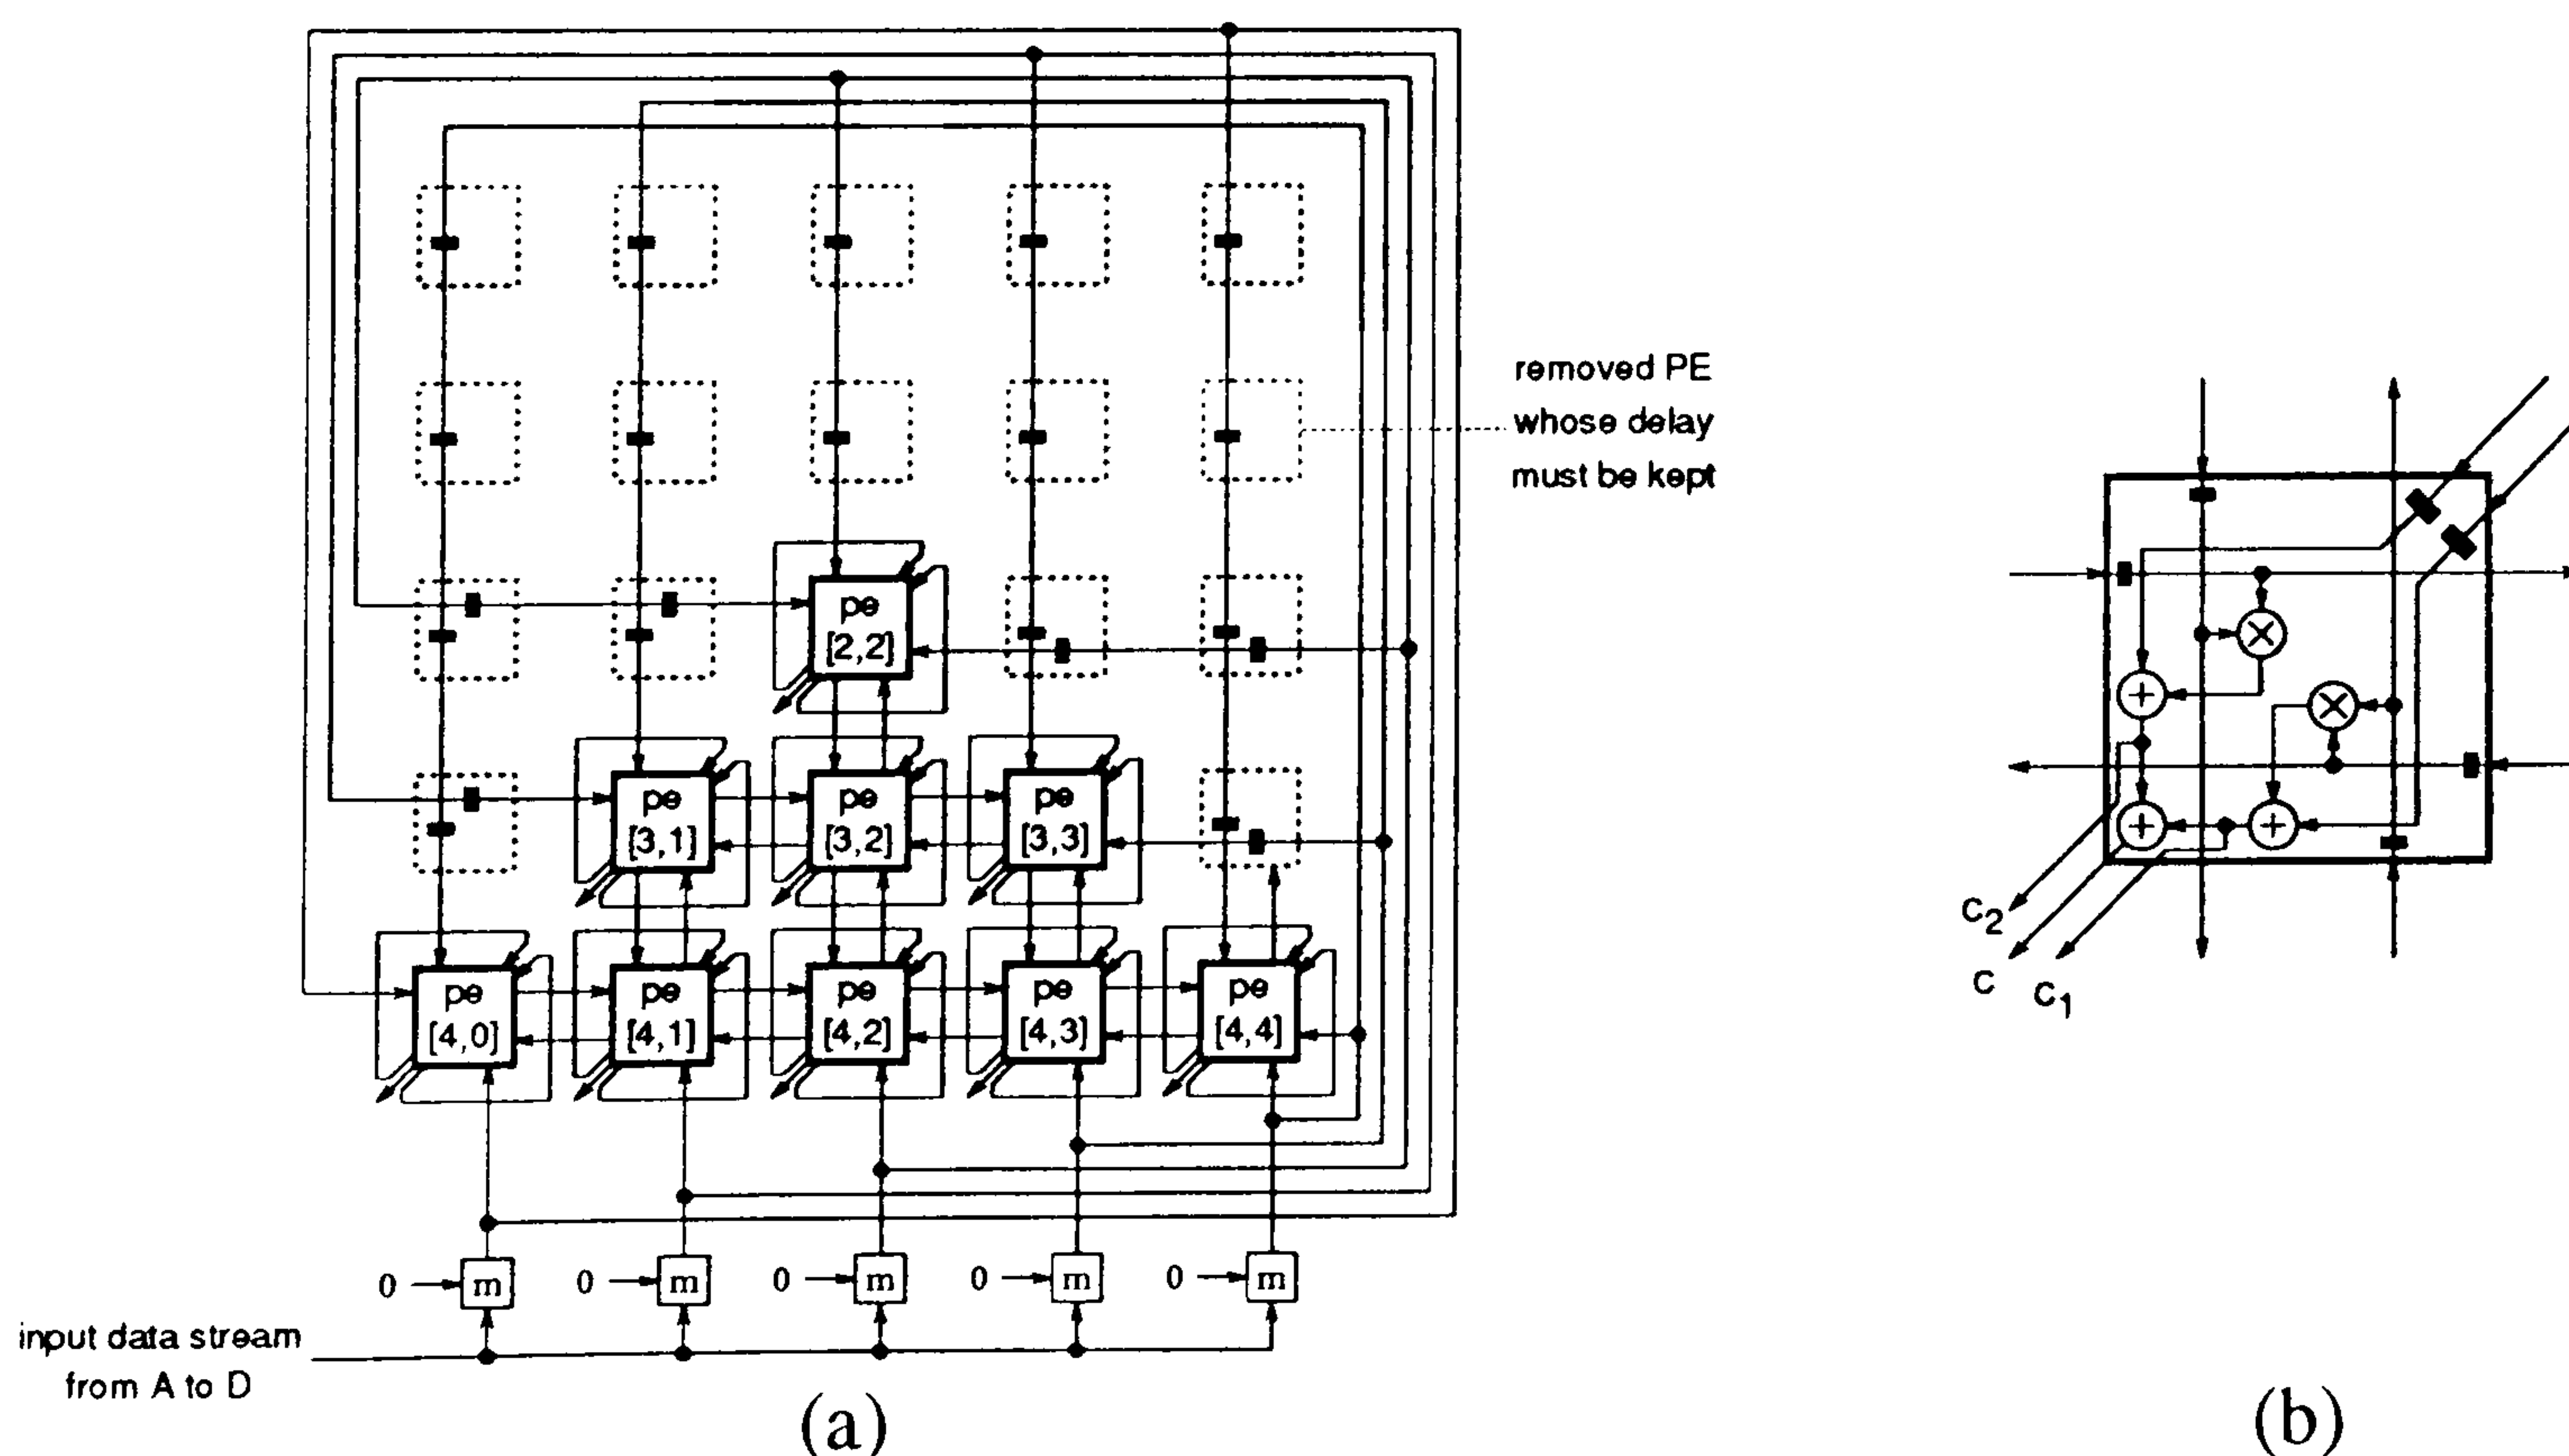 removed PE
whose delay
must be kept
pe
[2,2]
pe
[3,1]
pe
[3,2]
pe
[3,3]
pe
[4,0]
pe
[4,1]
pe
[4,2]
pe
[4,3]
pe
[4,4]
0
m
0
m
0
m
0
m
0
m
input data stream
from A to D
(a)
×
+
×
+
+
c2
c
c1
(b)